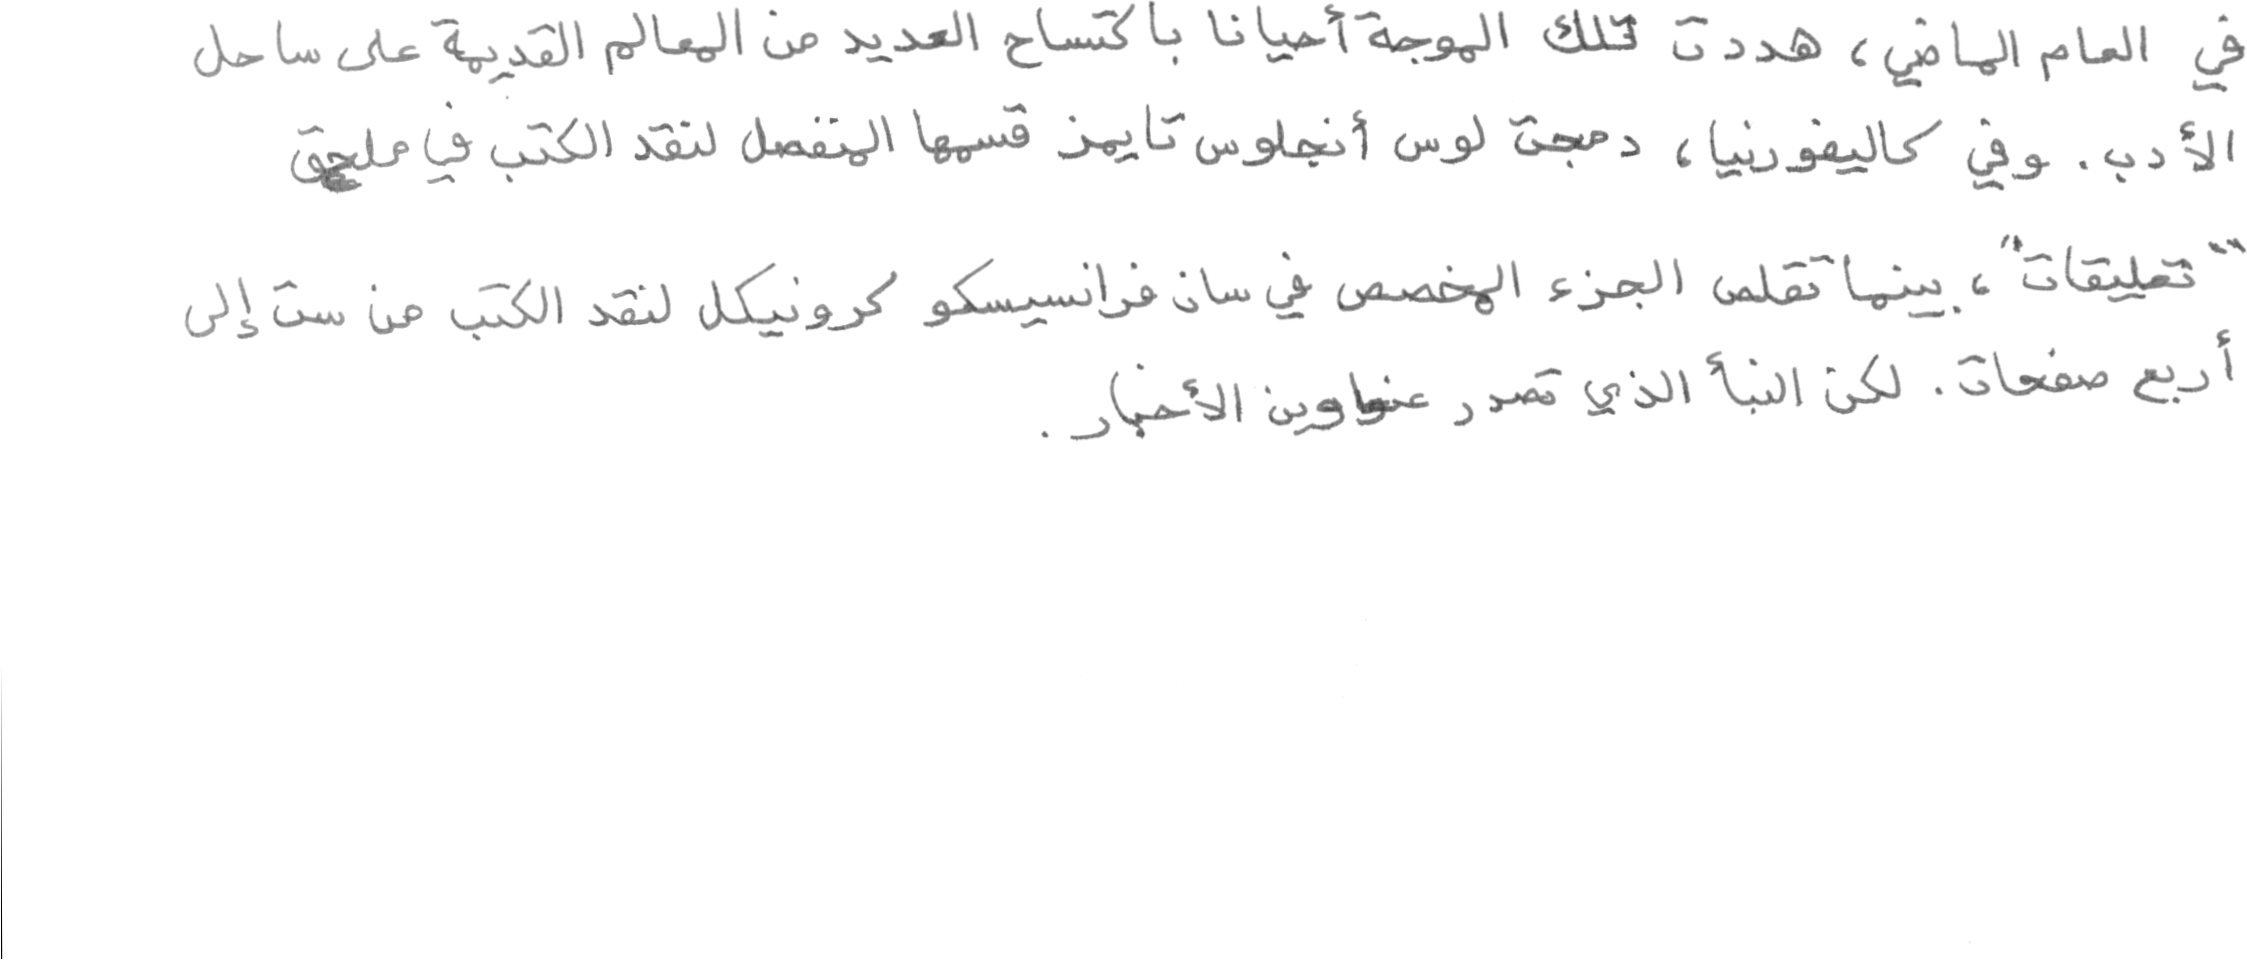 في العام الماضي، هددت تلك الموجة أحيانا باكتساح العديد من المعالم القديمة على ساحل
الأدب. وفي كاليفورنيا، دمجت لوس أنجلوس تايمز قسمها المنفصل لنقد الكتب في ملحق
"تعليقات"، بينما تقلص الجزء المخصص في سان فرانسيسكو كرونيكل لنقد الكتب من ست إلى
أربع صفحات. لكن النبأ الذي تصدر عناوين الأخبار.